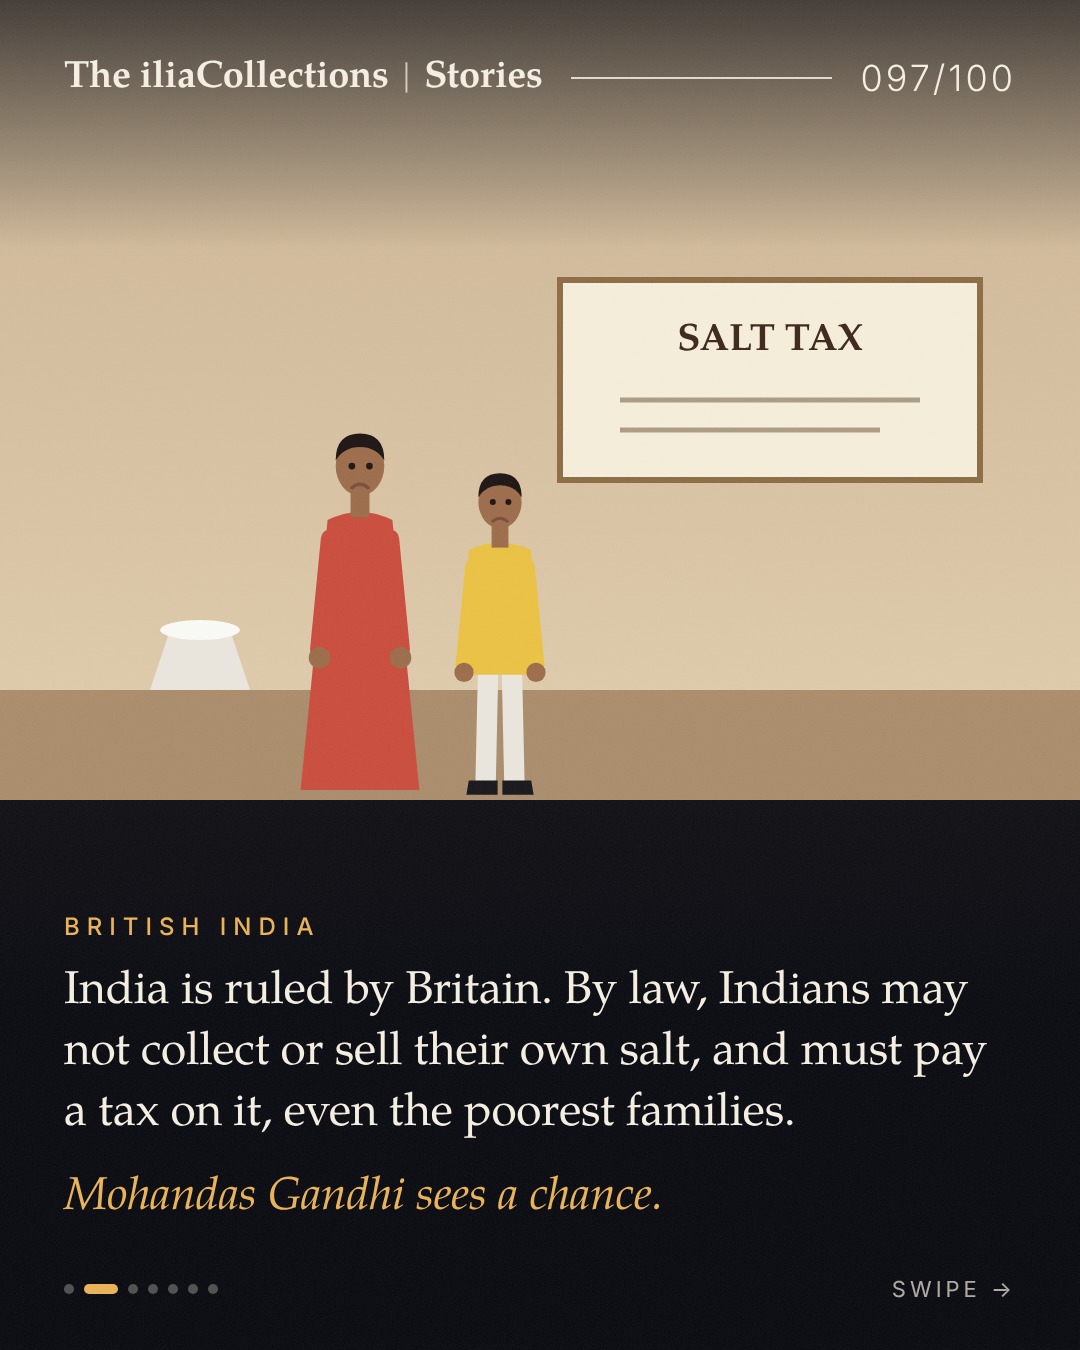 The iliaCollections | Stories 097/100
SALT TAX
BRITISH INDIA
India is ruled by Britain. By law, Indians may
not collect or sell their own salt, and must pay
a tax on it, even the poorest families.
Mohandas Gandhi sees a chance.
SWIPE →